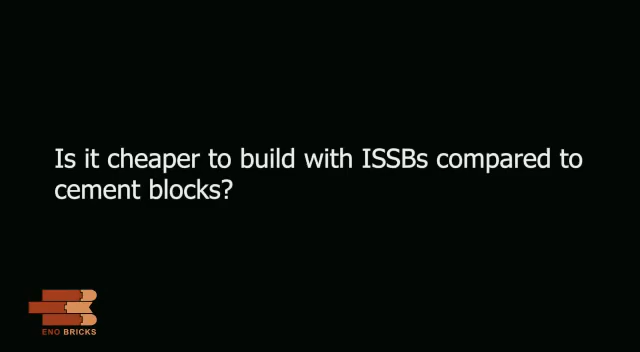 Is it cheaper to build with ISSBs compared to
cement blocks?
ENO BRICKS